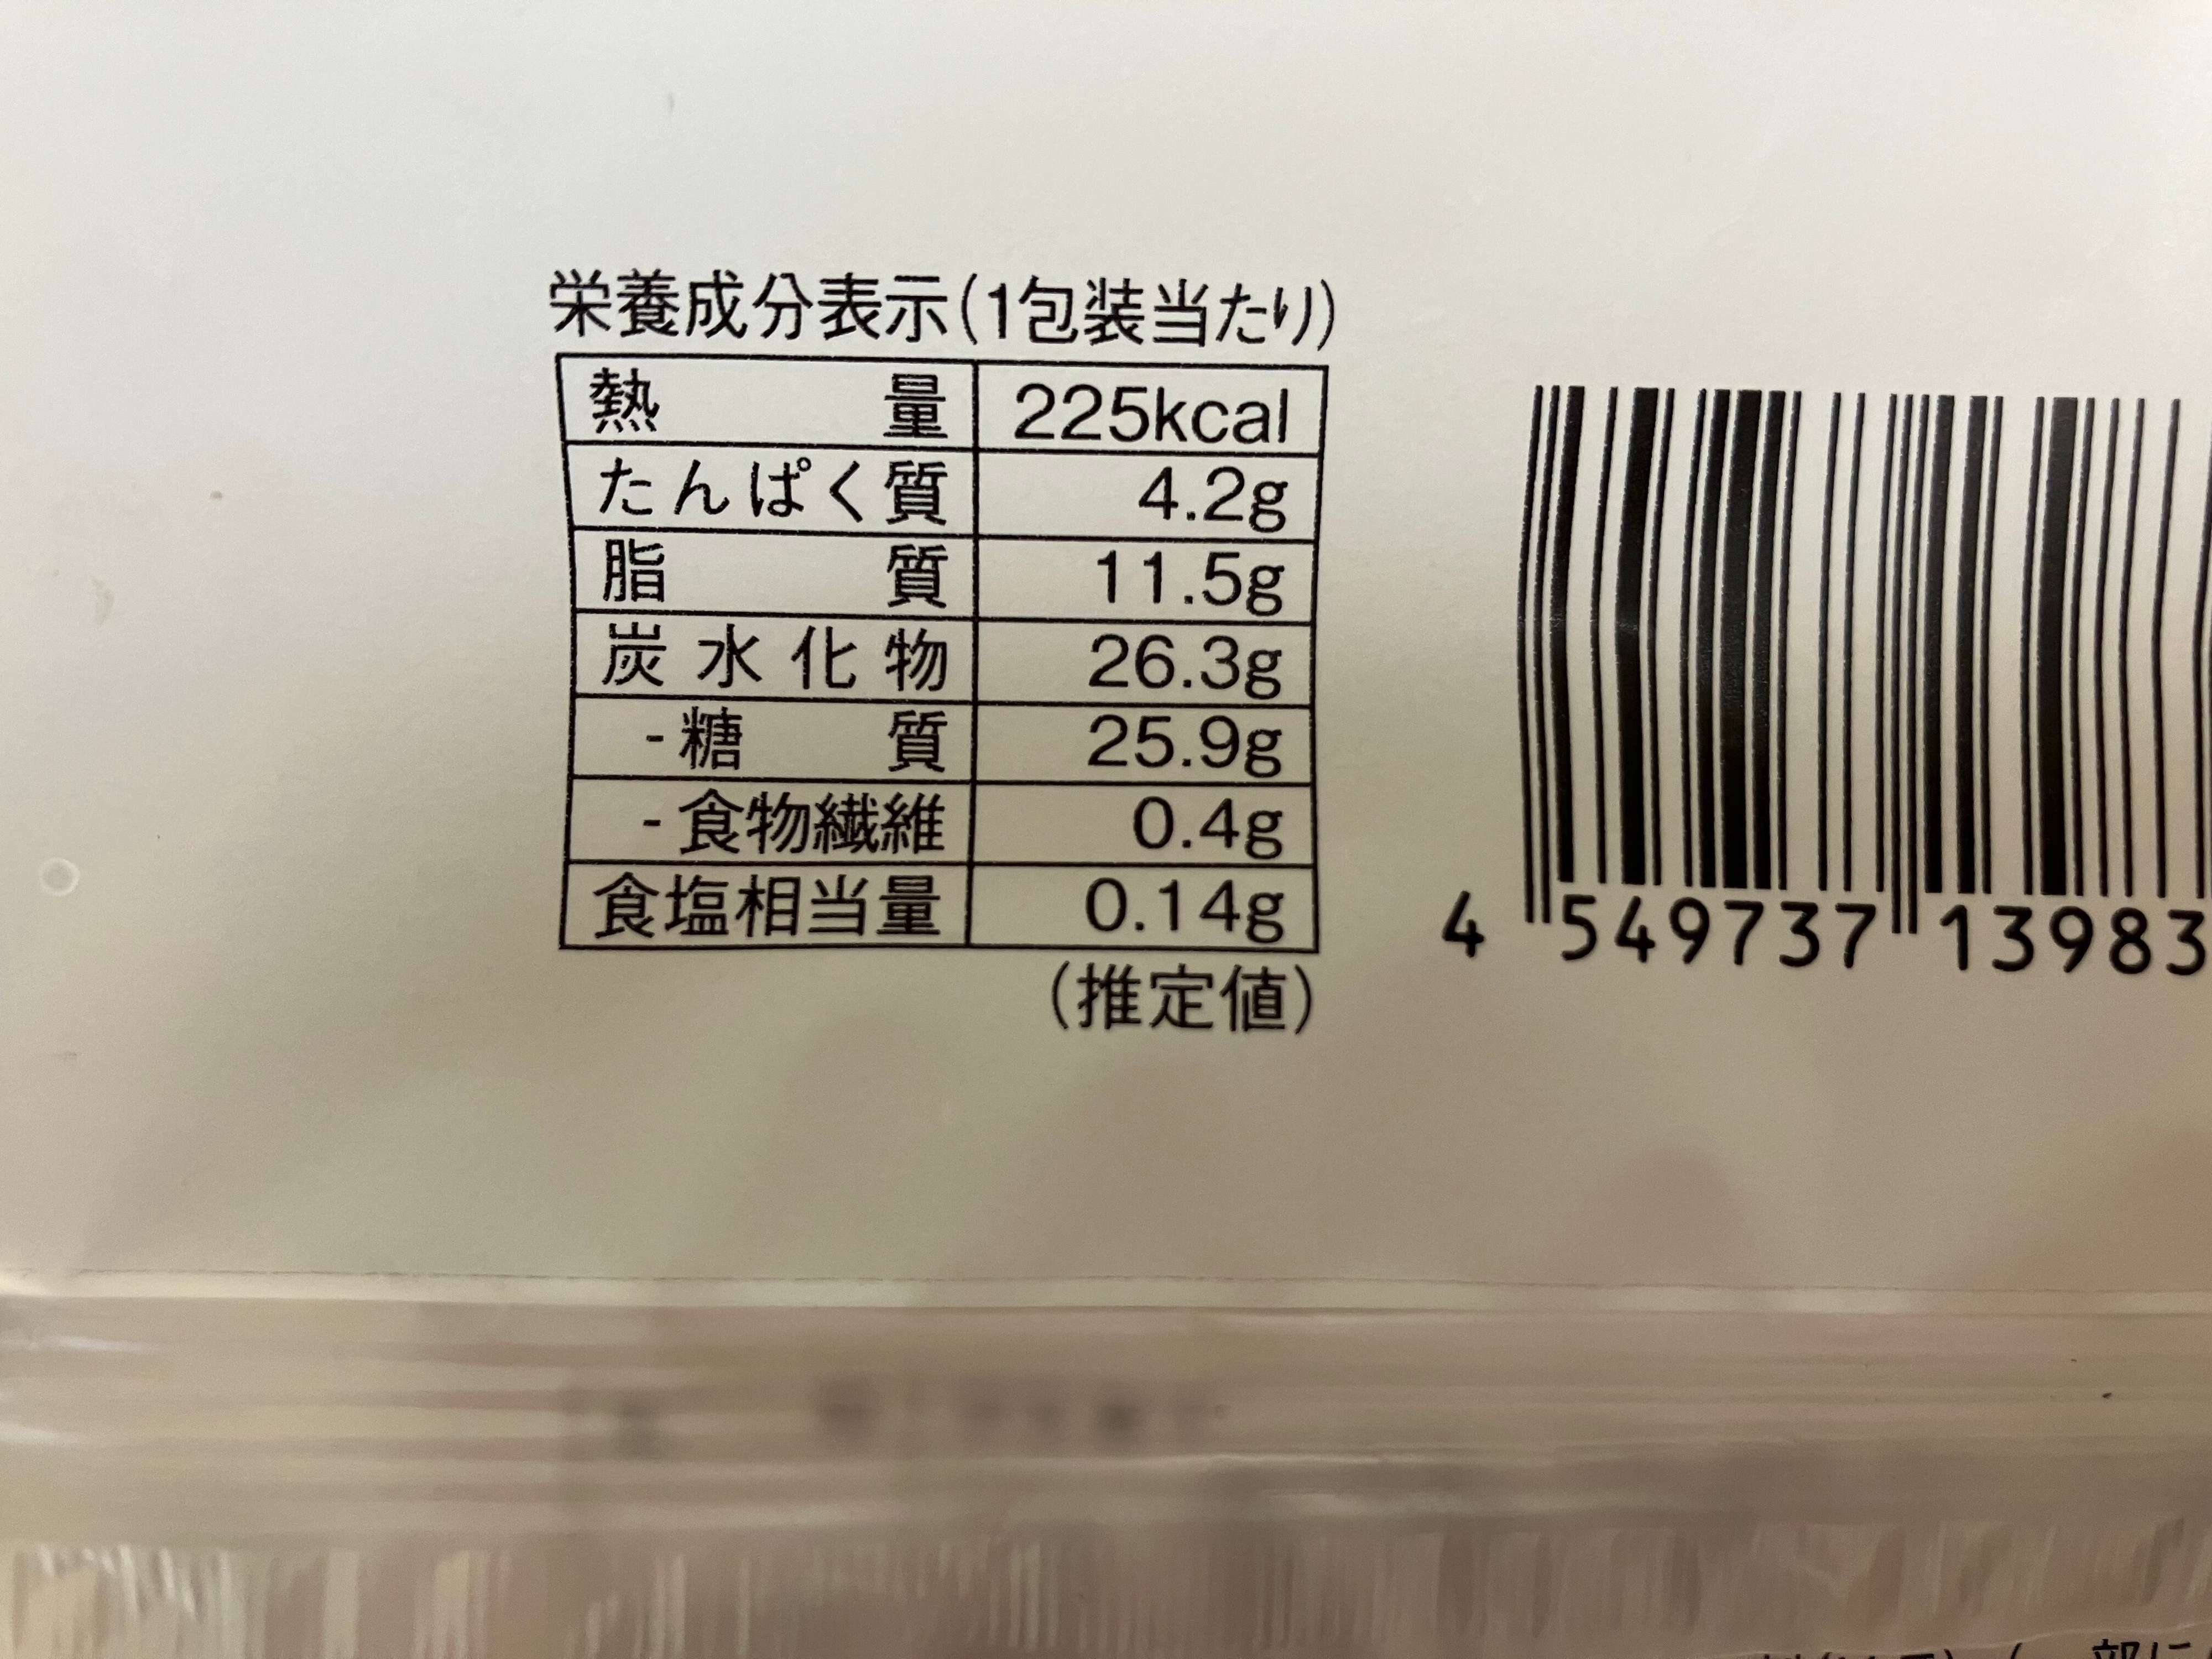 栄養成分表示(1包装当たり)
熱量 225kcal
たんぱく質 4.2g
脂質 11.5g
炭水化物 26.3g
-糖質 25.9g
-食物繊維 0.4g
食塩相当量 0.14g
(推定値)
4 549737 13983